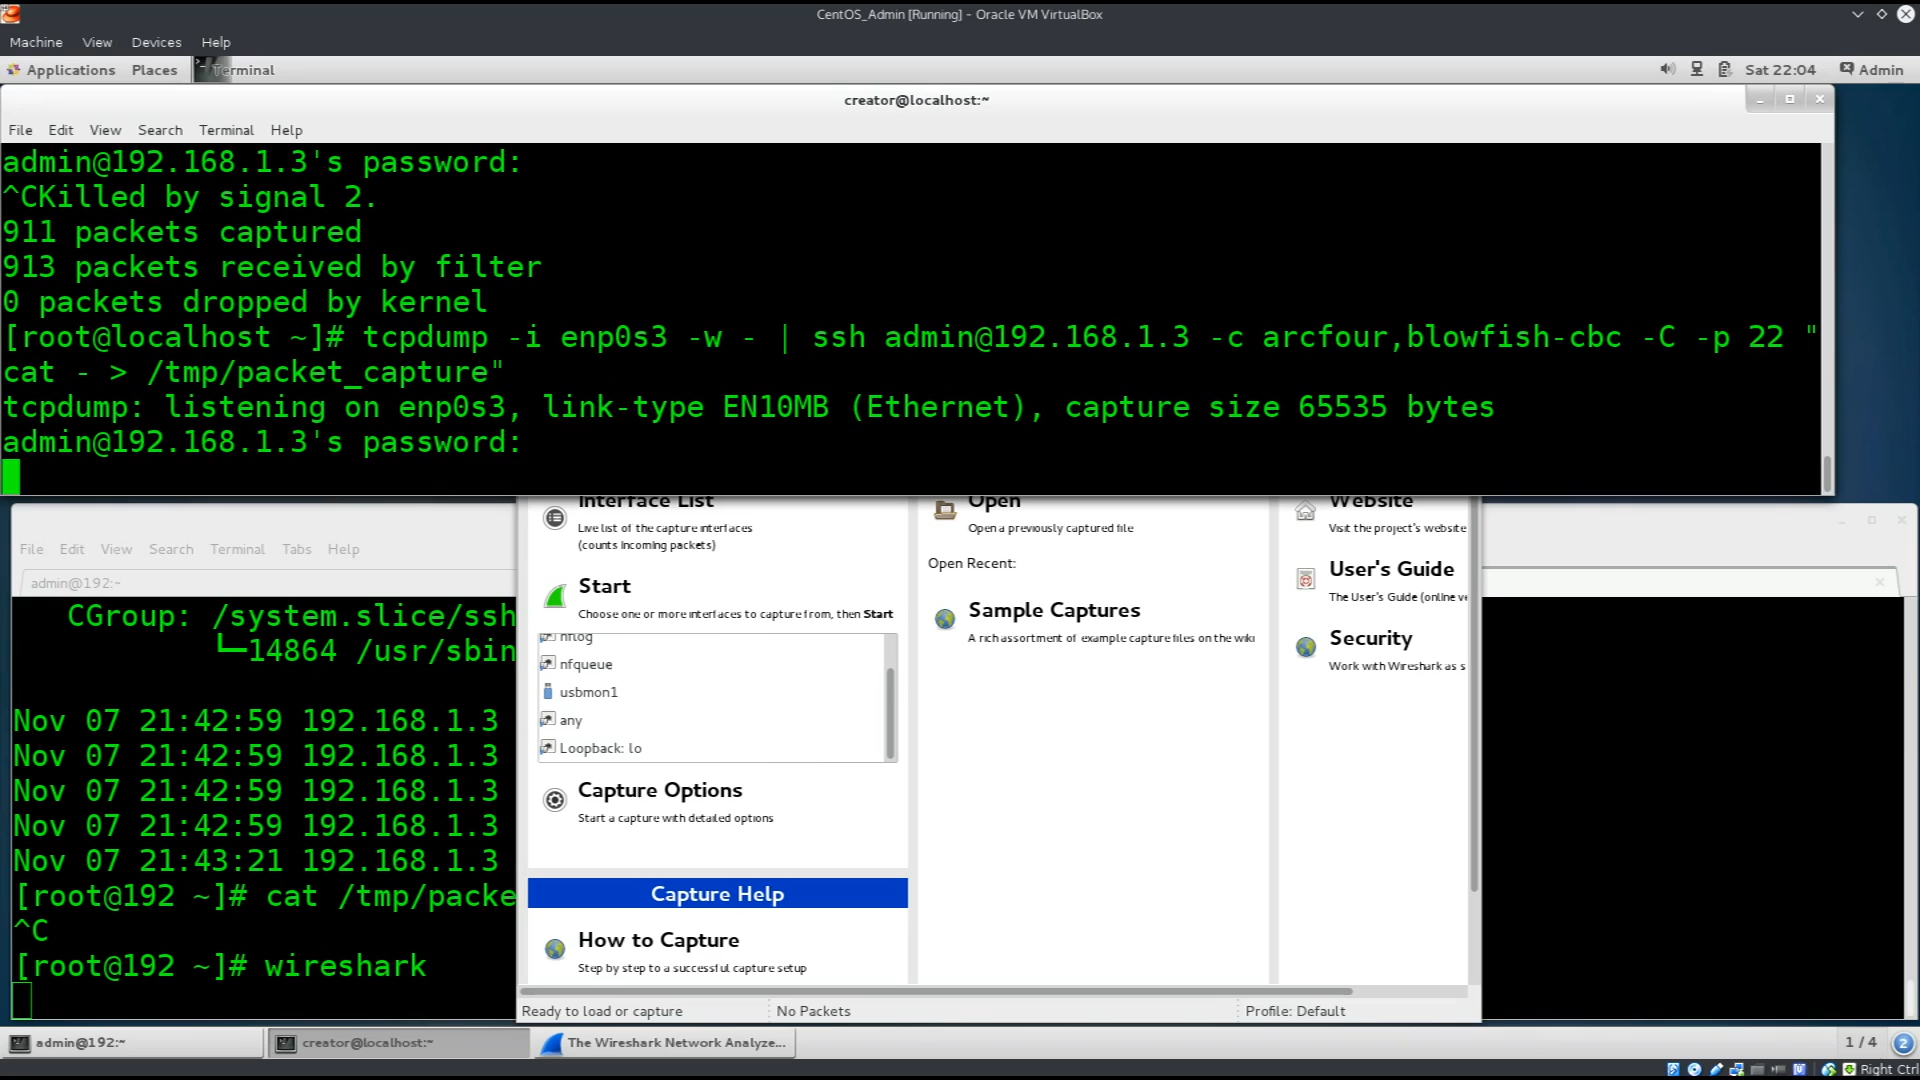 CentOS_Admin [Running] - Oracle VM VirtualBox
Machine View Devices Help
Applications Places Terminal Sat 22:04 Admin
creator@localhost:~
File Edit View Search Terminal Help
admin@192.168.1.3's password:
^CKilled by signal 2.
911 packets captured
913 packets received by filter
0 packets dropped by kernel
[root@localhost ~]# tcpdump -i enp0s3 -w - | ssh admin@192.168.1.3 -c arcfour,blowfish-cbc -C -p 22 "
cat - > /tmp/packet_capture"
tcpdump: listening on enp0s3, link-type EN10MB (Ethernet), capture size 65535 bytes
admin@192.168.1.3's password:
File Edit View Search Terminal Tabs Help
admin@192:~
CGroup: /system.slice/ssh
└─14864 /usr/sbin
Nov 07 21:42:59 192.168.1.3
Nov 07 21:42:59 192.168.1.3
Nov 07 21:42:59 192.168.1.3
Nov 07 21:42:59 192.168.1.3
Nov 07 21:43:21 192.168.1.3
[root@192 ~]# cat /tmp/packe
^C
[root@192 ~]# wireshark
Interface List
Live list of the capture interfaces
(counts incoming packets)
Start
Choose one or more interfaces to capture from, then Start
nflog
nfqueue
usbmon1
any
Loopback: lo
Capture Options
Start a capture with detailed options
Capture Help
How to Capture
Step by step to a successful capture setup
Open
Open a previously captured file
Open Recent:
Sample Captures
A rich assortment of example capture files on the wiki
Website
Visit the project's website
User's Guide
The User's Guide (online ve
Security
Work with Wireshark as s
Ready to load or capture No Packets Profile: Default
admin@192:~ creator@localhost:~ The Wireshark Network Analyze... 1 / 4 2
Right Ctrl